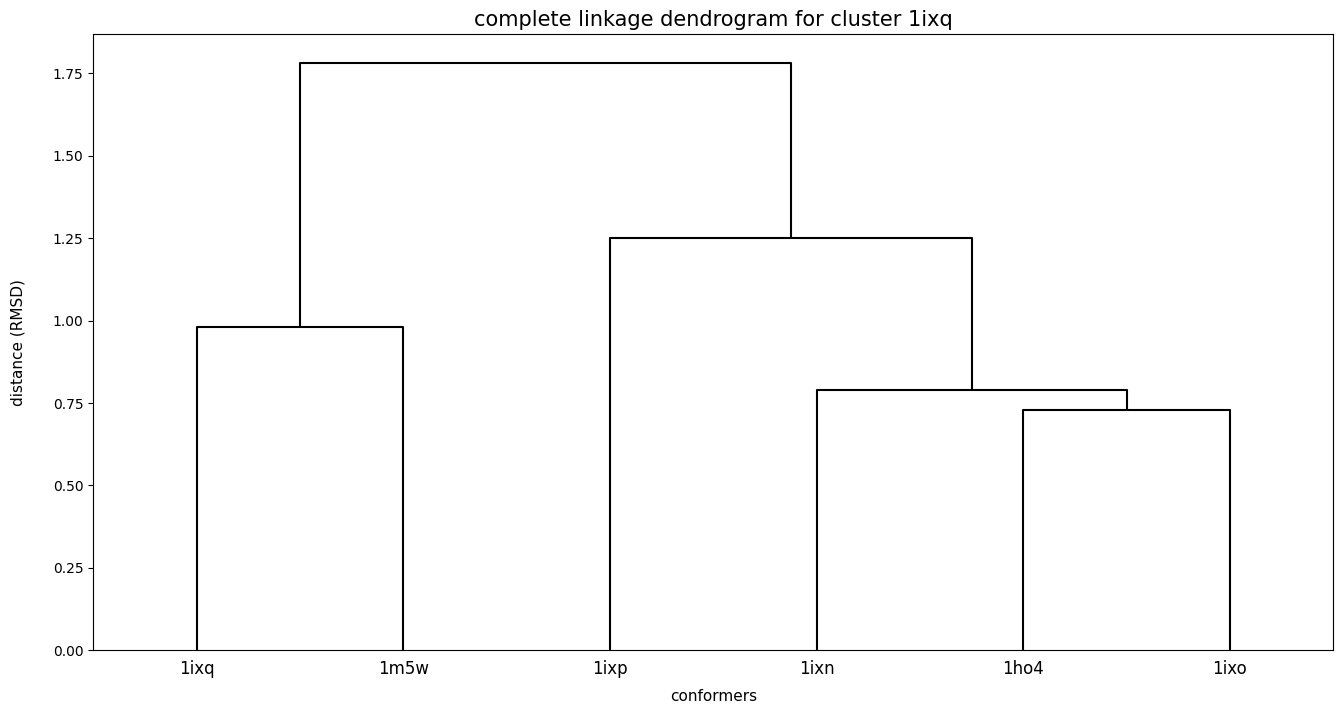 complete linkage dendrogram for cluster 1ixq
1.75
1.50
1.25
1.00
0.75
0.50
0.25
0.00
distance (RMSD)
1ixq 1m5w 1ixp 1ixn 1ho4 1ixo
conformers